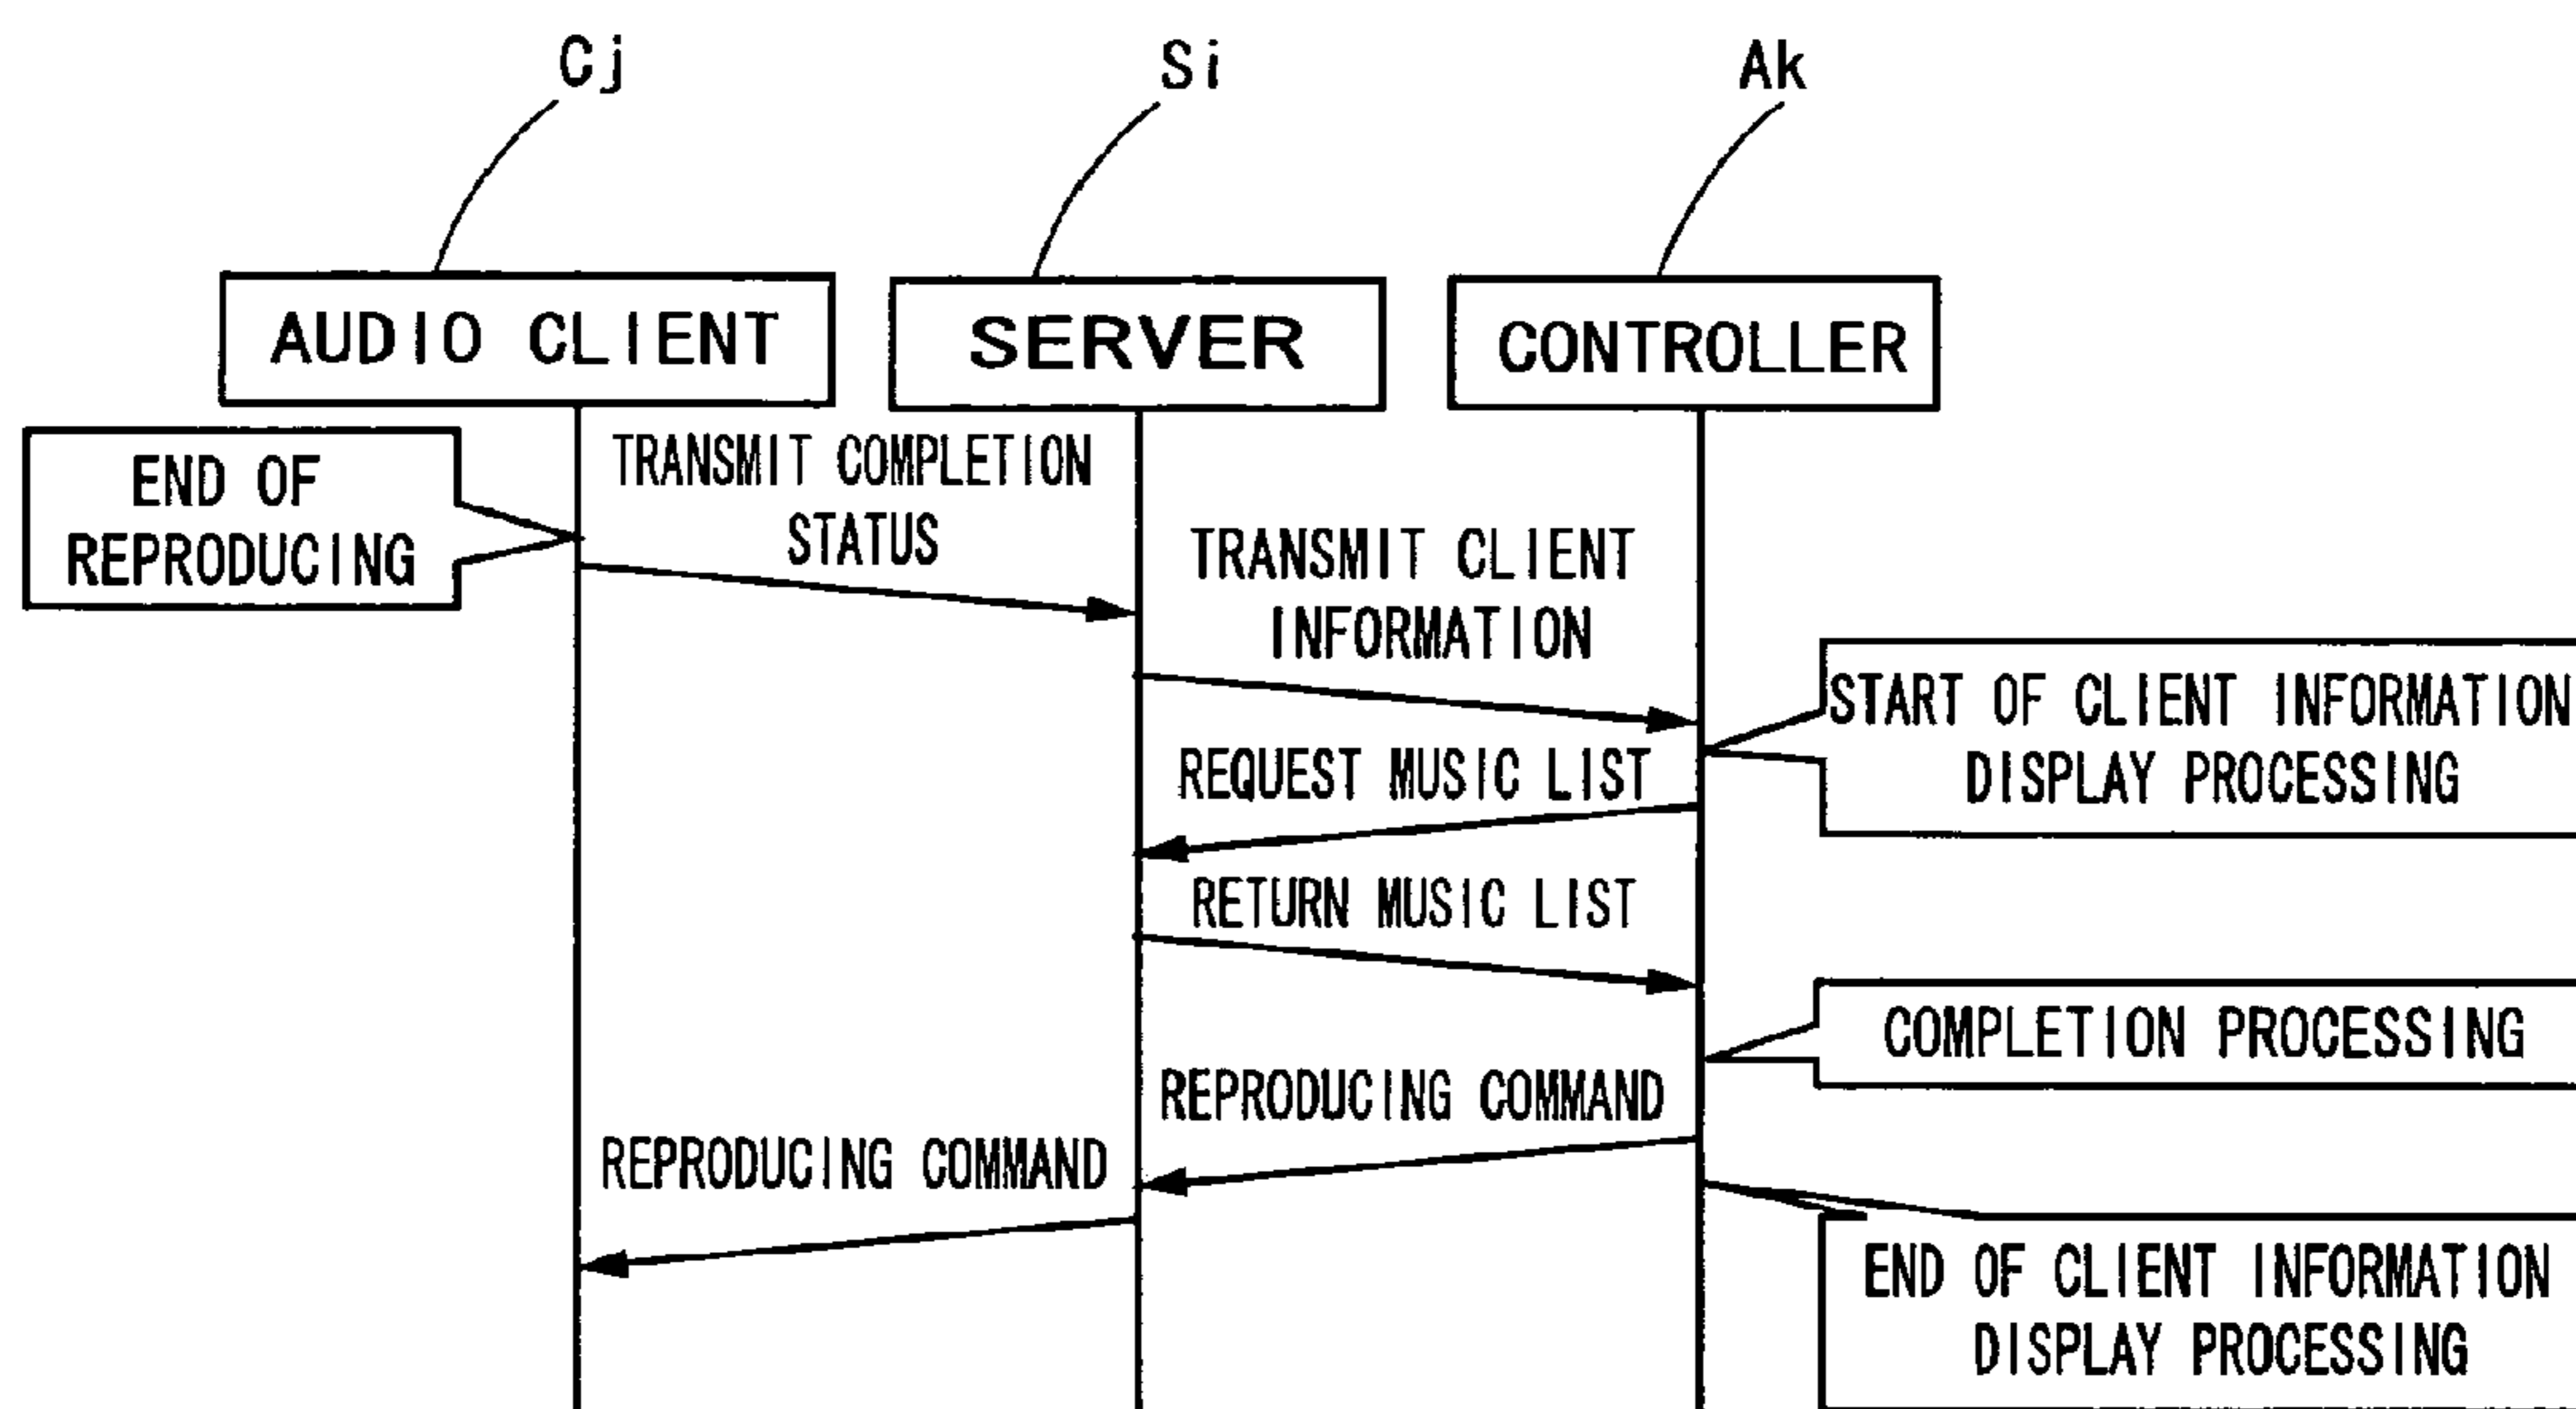 Cj
Si
Ak
AUDIO CLIENT
SERVER
CONTROLLER
END OF
REPRODUCING
TRANSMIT COMPLETION
STATUS
TRANSMIT CLIENT
INFORMATION
START OF CLIENT INFORMATION
DISPLAY PROCESSING
REQUEST MUSIC LIST
RETURN MUSIC LIST
COMPLETION PROCESSING
REPRODUCING COMMAND
REPRODUCING COMMAND
END OF CLIENT INFORMATION
DISPLAY PROCESSING